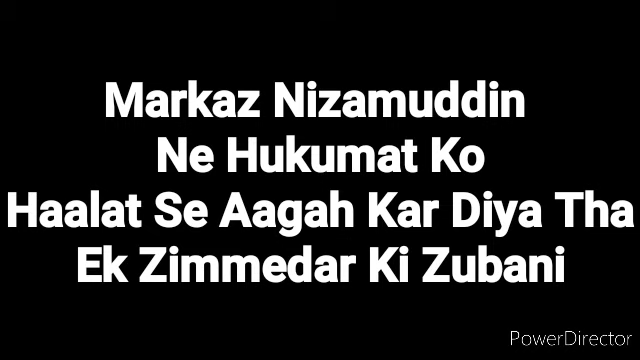 Markaz Nizamuddin
Ne Hukumat Ko
Haalat Se Aagah Kar Diya Tha
Ek Zimmedar Ki Zubani
PowerDirector